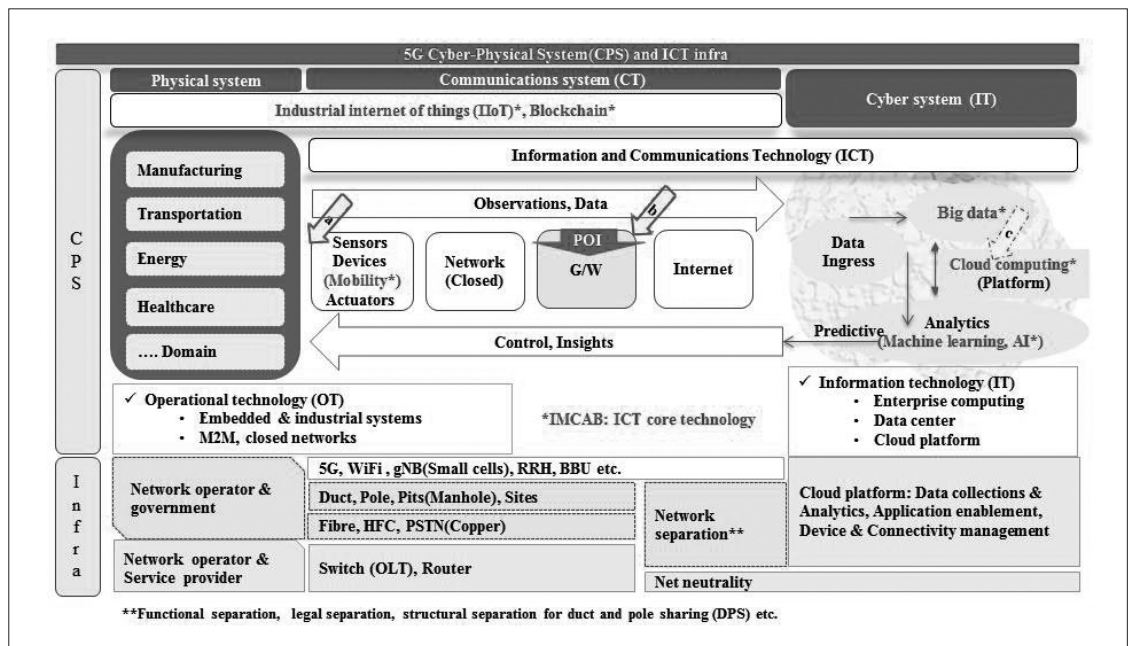 5G Cyber-Physical System(CPS) and ICT infra
Physical system
Communications system (CT)
Cyber system (IT)
Industrial internet of things (IIoT)*, Blockchain*
Information and Communications Technology (ICT)
CPS
Manufacturing
Transportation
Energy
Healthcare
.... Domain
Observations, Data
a
b
Sensors
Devices
(Mobility*)
Actuators
Network
(Closed)
POI
G/W
Internet
Big data*
c
Data
Ingress
Cloud computing*
(Platform)
Predictive
Analytics
(Machine learning, AI*)
Control, Insights
✓ Operational technology (OT)
• Embedded & industrial systems
• M2M, closed networks
*IMCAB: ICT core technology
✓ Information technology (IT)
• Enterprise computing
• Data center
• Cloud platform
Infra
Network operator &
government
5G, WiFi , gNB(Small cells), RRH, BBU etc.
Duct, Pole, Pits(Manhole), Sites
Fibre, HFC, PSTN(Copper)
Network
separation**
Cloud platform: Data collections &
Analytics, Application enablement,
Device & Connectivity management
Network operator &
Service provider
Switch (OLT), Router
Net neutrality
**Functional separation, legal separation, structural separation for duct and pole sharing (DPS) etc.